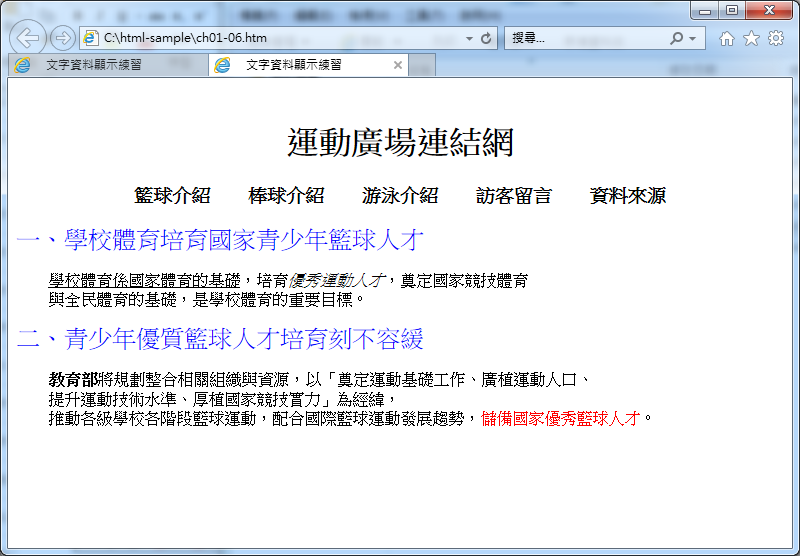 C:\html-sample\ch01-06.htm
搜尋...
文字資料顯示練習
文字資料顯示練習
運動廣場連結網
籃球介紹 棒球介紹 游泳介紹 訪客留言 資料來源
一、學校體育培育國家青少年籃球人才
學校體育係國家體育的基礎，培育優秀運動人才，奠定國家競技體育
與全民體育的基礎，是學校體育的重要目標。
二、青少年優質籃球人才培育刻不容緩
教育部將規劃整合相關組織與資源，以「奠定運動基礎工作、廣植運動人口、
提升運動技術水準、厚植國家競技實力」為經緯，
推動各級學校各階段籃球運動，配合國際籃球運動發展趨勢，儲備國家優秀籃球人才。